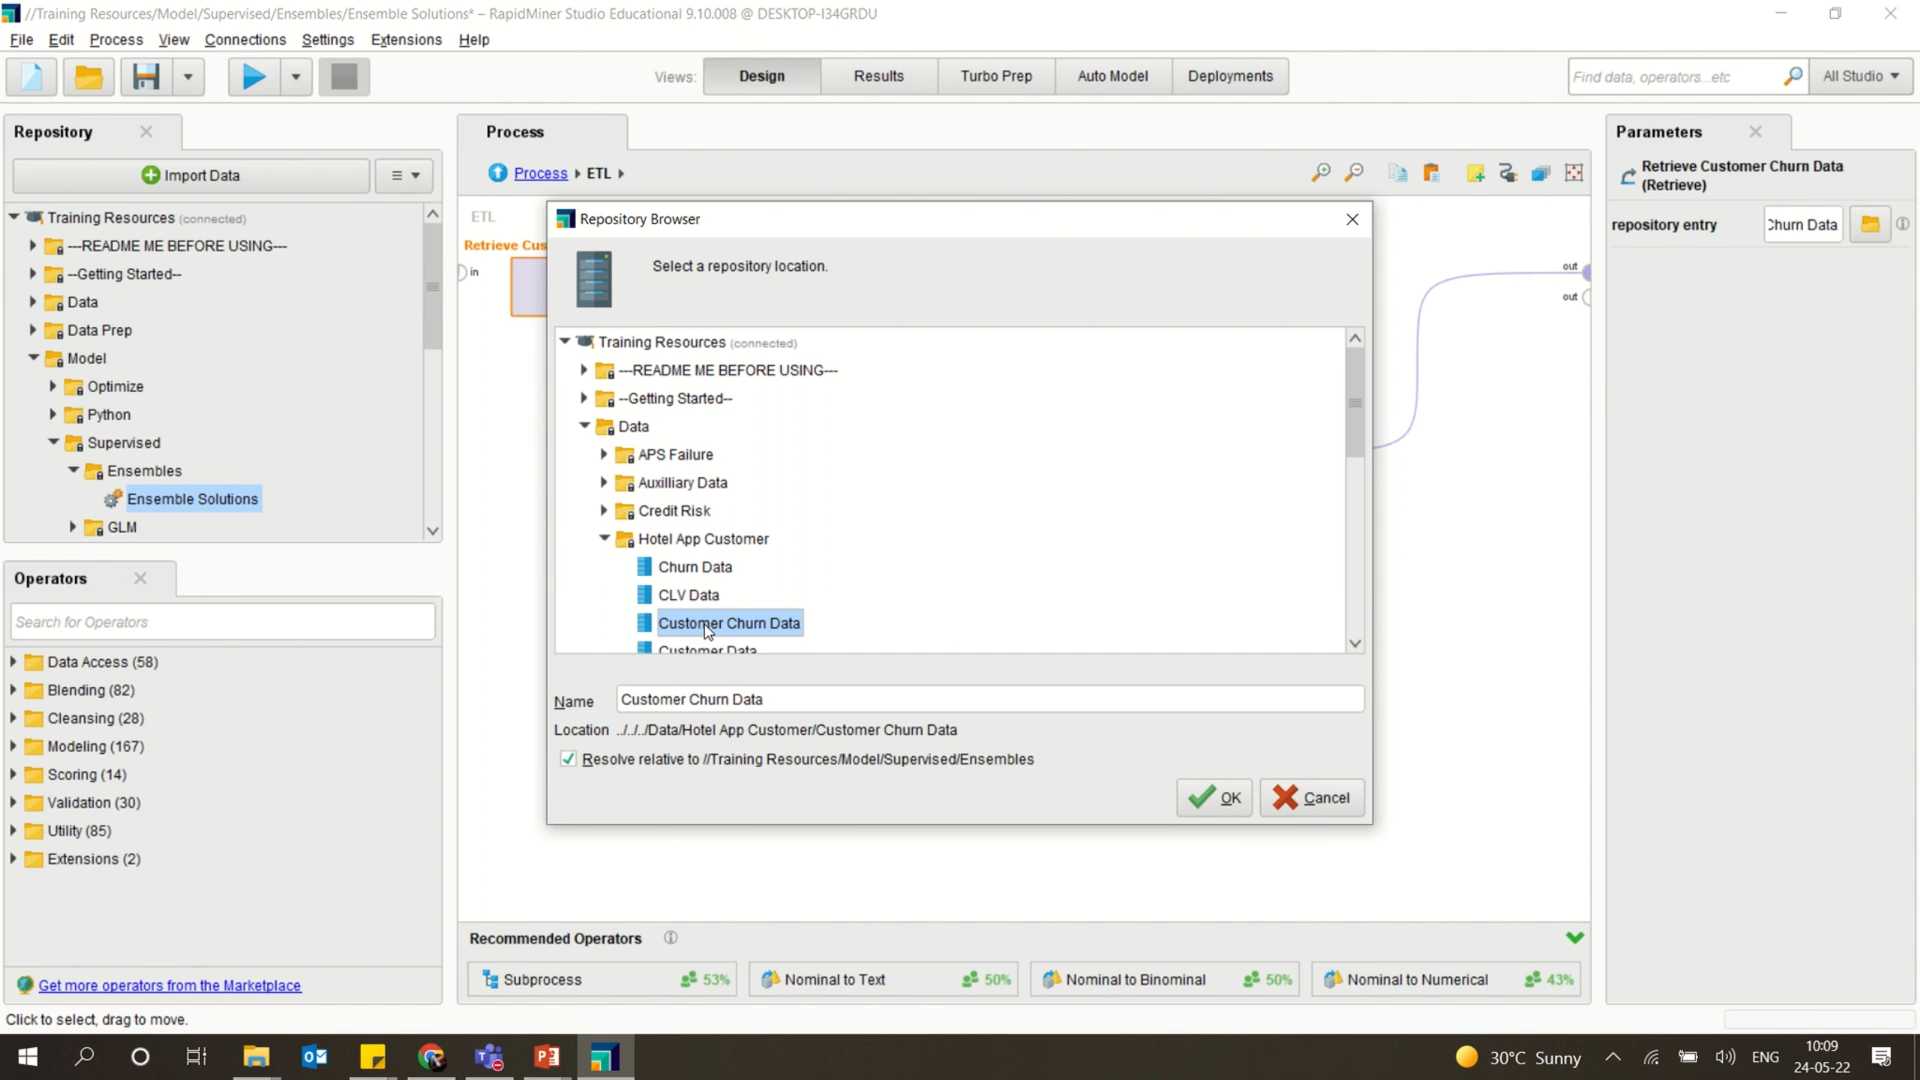 //Training Resources/Model/Supervised/Ensembles/Ensemble Solutions* – RapidMiner Studio Educational 9.10.008 @ DESKTOP-I34GRDU
File Edit Process View Connections Settings Extensions Help
Views: Design Results Turbo Prep Auto Model Deployments
Find data, operators...etc
All Studio
Repository
Import Data
Training Resources (connected)
---README ME BEFORE USING---
--Getting Started--
Data
Data Prep
Model
Optimize
Python
Supervised
Ensembles
Ensemble Solutions
GLM
Operators
Search for Operators
Data Access (58)
Blending (82)
Cleansing (28)
Modeling (167)
Scoring (14)
Validation (30)
Utility (85)
Extensions (2)
Get more operators from the Marketplace
Click to select, drag to move.
Process
Process ETL
ETL
Retrieve Cus
in
out
out
Repository Browser
Select a repository location.
Training Resources (connected)
---README ME BEFORE USING---
--Getting Started--
Data
APS Failure
Auxilliary Data
Credit Risk
Hotel App Customer
Churn Data
CLV Data
Customer Churn Data
Customer Data
Name Customer Churn Data
Location ../../../Data/Hotel App Customer/Customer Churn Data
Resolve relative to //Training Resources/Model/Supervised/Ensembles
OK Cancel
Recommended Operators
Subprocess 53%
Nominal to Text 50%
Nominal to Binominal 50%
Nominal to Numerical 43%
Parameters
Retrieve Customer Churn Data
(Retrieve)
repository entry Churn Data
30°C Sunny
ENG
10:09
24-05-22